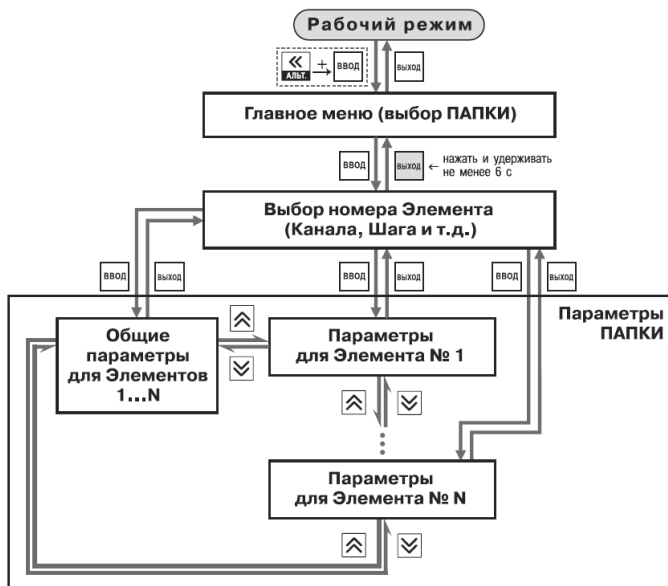 Рабочий режим
АЛЬТ. + ВВОД ВЫХОД
Главное меню (выбор ПАПКИ)
ВВОД ВЫХОД ← нажать и удерживать
не менее 6 с
Выбор номера Элемента
(Канала, Шага и т.д.)
ВВОД ВЫХОД ВВОД ВЫХОД ВВОД ВЫХОД
Параметры
ПАПКИ
Общие
параметры
для Элементов
1...N
Параметры
для Элемента № 1
Параметры
для Элемента № N